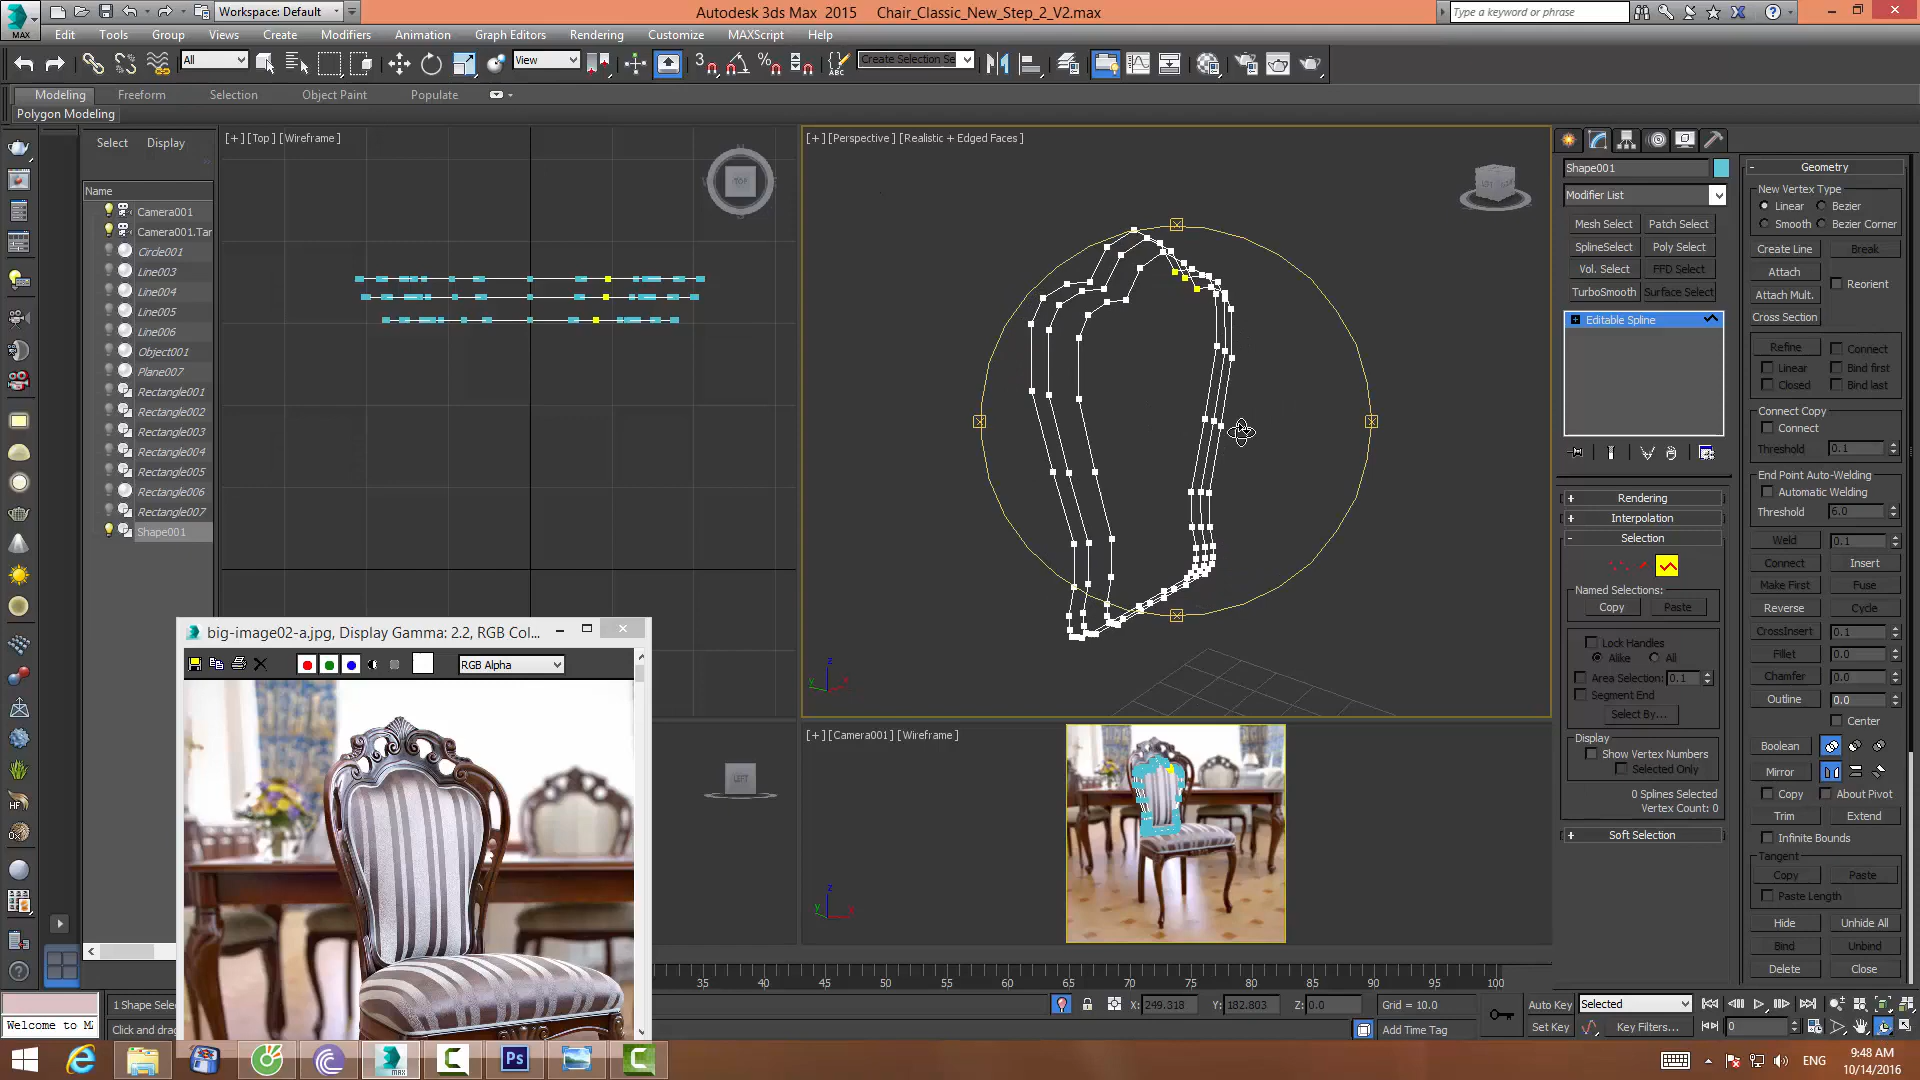 Workspace: Default
Autodesk 3ds Max 2015
Chair_Classic_New_Step_2_V2.max
Type a keyword or phrase
MAX
Edit
Tools
Group
Views
Create
Modifiers
Animation
Graph Editors
Rendering
Customize
MAXScript
Help
All
View
Create Selection Se
Modeling
Freeform
Selection
Object Paint
Populate
Polygon Modeling
Select
Display
Name
Camera001
Camera001.Tar
Circle001
Line003
Line004
Line005
Line006
Object001
Plane007
Rectangle001
Rectangle002
Rectangle003
Rectangle004
Rectangle005
Rectangle006
Rectangle007
Shape001
[+][Top][Wireframe]
TOP
[+][Perspective][Realistic + Edged Faces]
[+][Camera001][Wireframe]
LEFT
big-image02-a.jpg, Display Gamma: 2.2, RGB Col...
RGB Alpha
Shape001
Modifier List
Mesh Select
Patch Select
SplineSelect
Poly Select
Vol. Select
FFD Select
TurboSmooth
Surface Select
Editable Spline
Rendering
Interpolation
Selection
Named Selections:
Copy
Paste
Lock Handles
Alike
All
Area Selection:
0.1
Segment End
Select By...
Display
Show Vertex Numbers
Selected Only
0 Splines Selected
Vertex Count: 0
Soft Selection
Geometry
New Vertex Type
Linear
Bezier
Smooth
Bezier Corner
Create Line
Break
Attach
Reorient
Attach Mult.
Cross Section
Refine
Connect
Linear
Bind first
Closed
Bind last
Connect Copy
Connect
Threshold
0.1
End Point Auto-Welding
Automatic Welding
Threshold
6.0
Weld
0.1
Connect
Insert
Make First
Fuse
Reverse
Cycle
CrossInsert
0.1
Fillet
0.0
Chamfer
0.0
Outline
0.0
Center
Boolean
Mirror
Copy
About Pivot
Trim
Extend
Infinite Bounds
Tangent
Copy
Paste
Paste Length
Hide
Unhide All
Bind
Unbind
Delete
Close
35
40
45
50
55
60
65
70
75
80
85
90
95
100
1 Shape Sele
Welcome to M
Click and drag
X: 249.318
Y: 182.803
Z: 0.0
Grid = 10.0
Add Time Tag
Auto Key
Selected
Set Key
Key Filters...
0
Ps
ENG
9:48 AM
10/14/2016